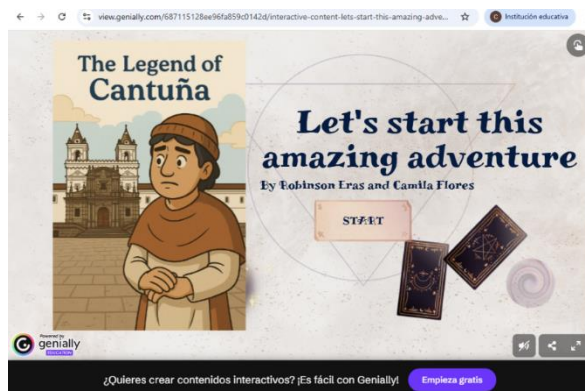 view.genially.com/687115128ee96fa859c0142d/interactive-content-lets-start-this-amazing-adve...
Institución educativa
The Legend of
Cantuña
Let's start this
amazing adventure
By Robinson Eras and Camila Flores
START
Powered by
genially
EDUCATION
¿Quieres crear contenidos interactivos? ¡Es fácil con Genially!
Empieza gratis